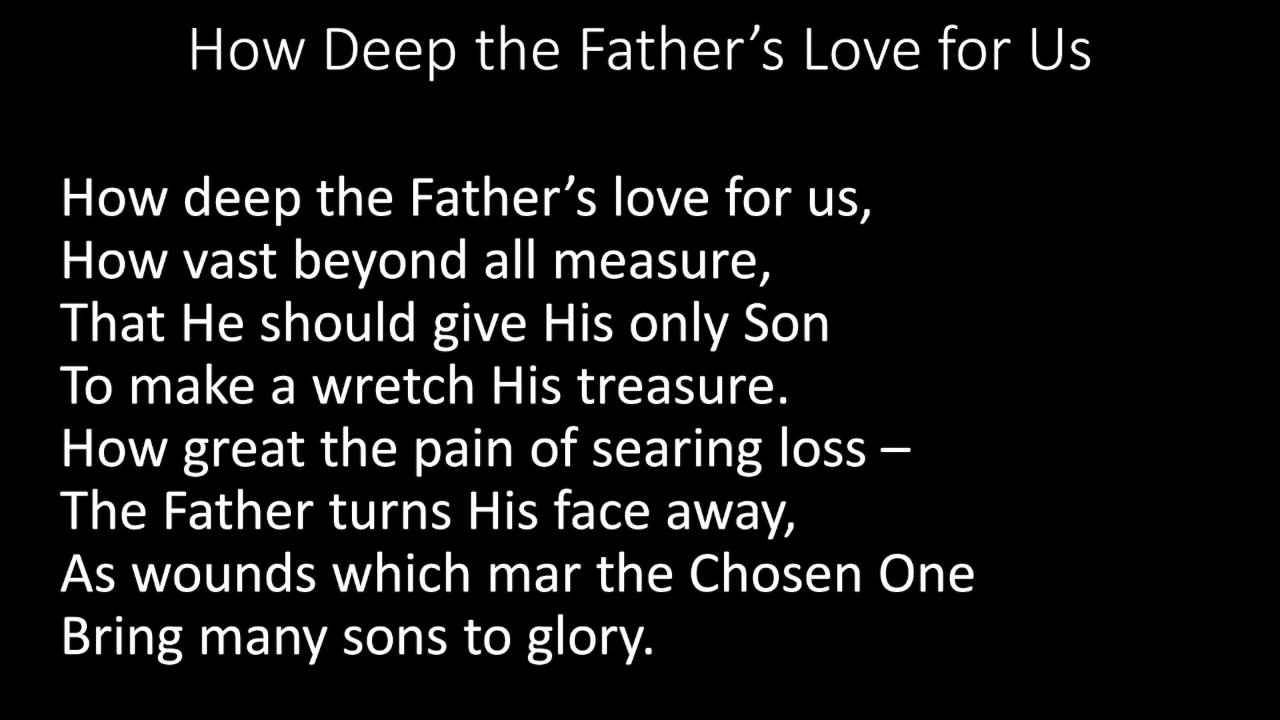 How Deep the Father’s Love for Us
How deep the Father’s love for us,
How vast beyond all measure,
That He should give His only Son
To make a wretch His treasure.
How great the pain of searing loss –
The Father turns His face away,
As wounds which mar the Chosen One
Bring many sons to glory.